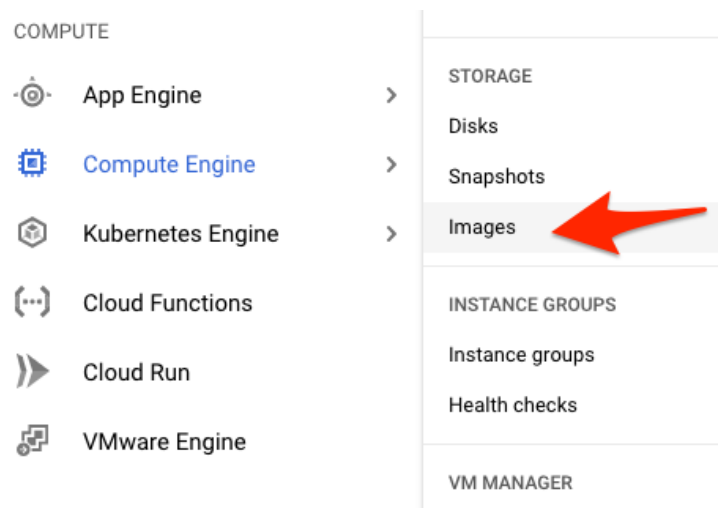 COMPUTE
App Engine
Compute Engine
Kubernetes Engine
Cloud Functions
Cloud Run
VMware Engine
STORAGE
Disks
Snapshots
Images
INSTANCE GROUPS
Instance groups
Health checks
VM MANAGER